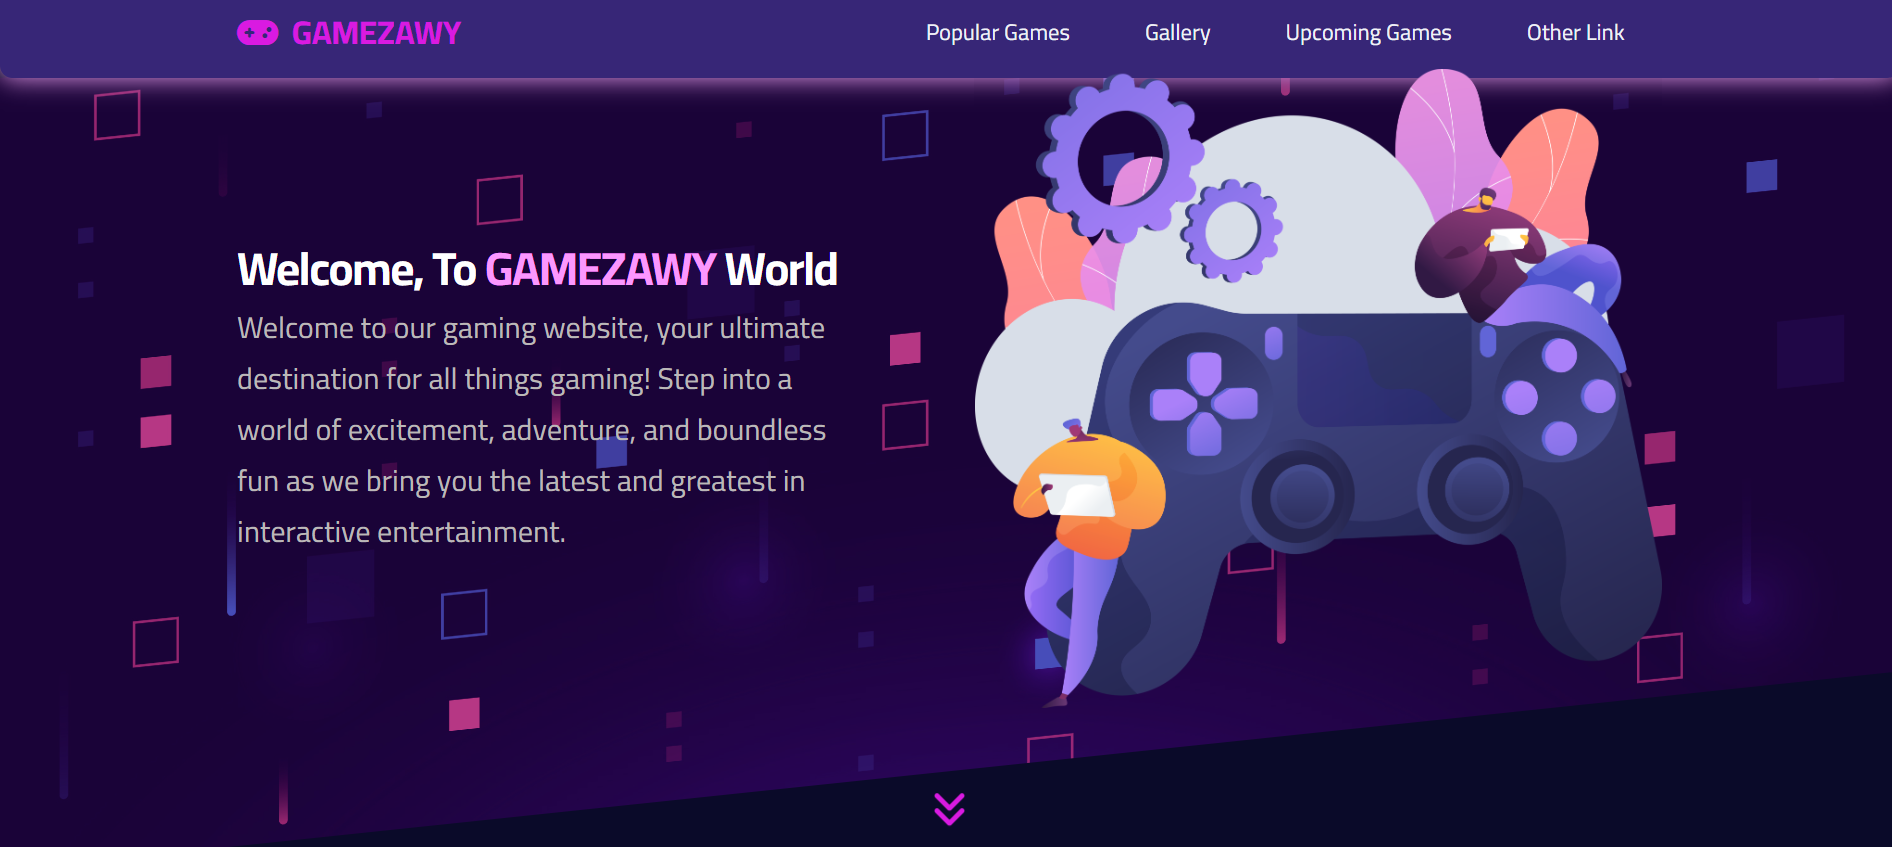 GAMEZAWY
Popular Games
Gallery
Upcoming Games
Other Link
Welcome, To GAMEZAWY World
Welcome to our gaming website, your ultimate
destination for all things gaming! Step into a
world of excitement, adventure, and boundless
fun as we bring you the latest and greatest in
interactive entertainment.